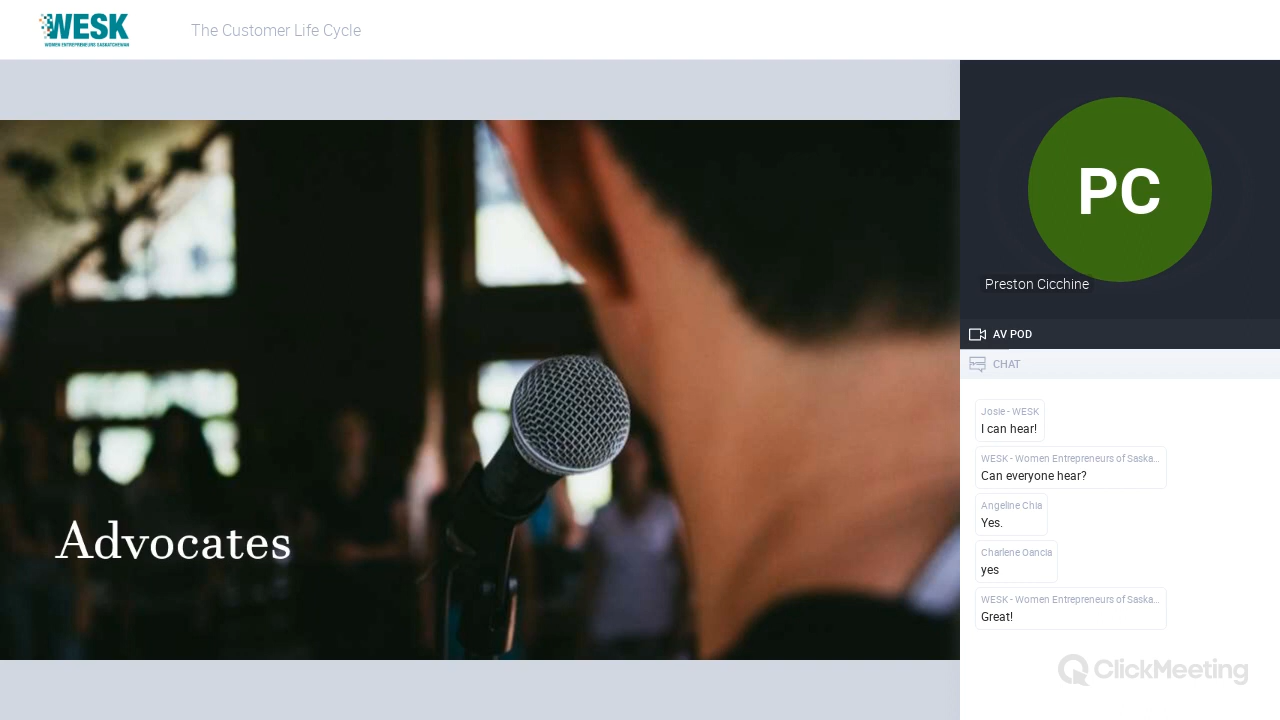 WESK
WOMEN ENTREPRENEURS SASKATCHEWAN
The Customer Life Cycle
Advocates
PC
Preston Cicchine
AV POD
CHAT
Josie - WESK
I can hear!
WESK - Women Entrepreneurs of Saska...
Can everyone hear?
Angeline Chia
Yes.
Charlene Oancia
yes
WESK - Women Entrepreneurs of Saska...
Great!
ClickMeeting